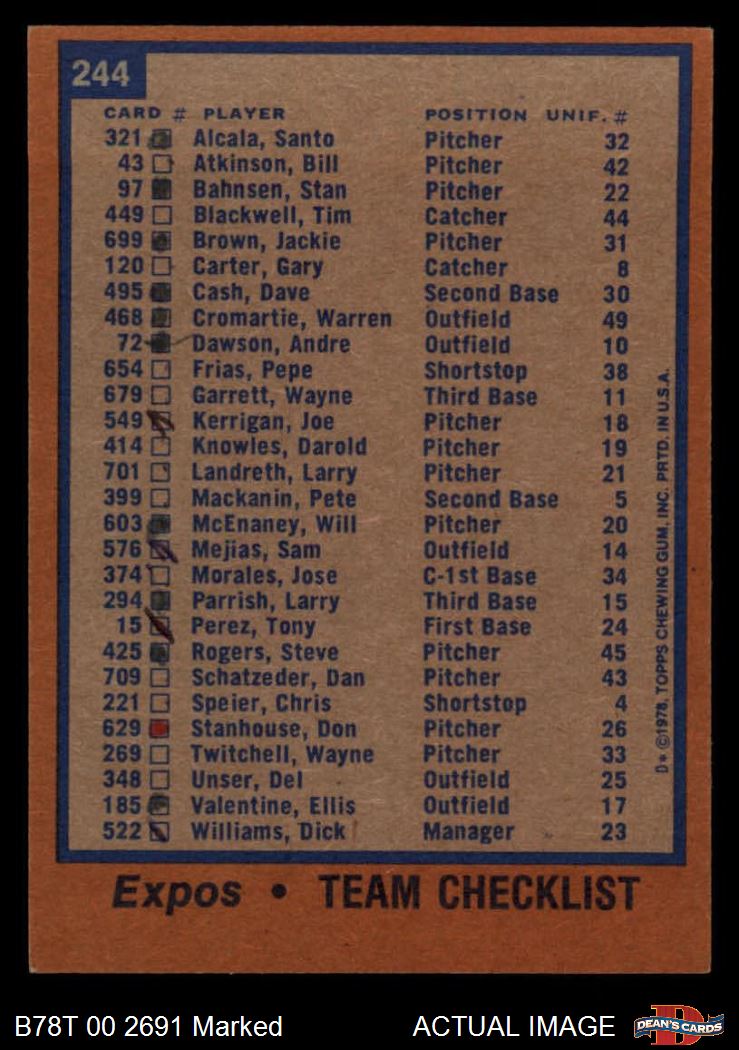 244
CARD # PLAYER POSITION UNIF. #
321 Alcala, Santo Pitcher 32
43 Atkinson, Bill Pitcher 42
97 Bahnsen, Stan Pitcher 22
449 Blackwell, Tim Catcher 44
699 Brown, Jackie Pitcher 31
120 Carter, Gary Catcher 8
495 Cash, Dave Second Base 30
468 Cromartie, Warren Outfield 49
72 Dawson, Andre Outfield 10
654 Frias, Pepe Shortstop 38
679 Garrett, Wayne Third Base 11
549 Kerrigan, Joe Pitcher 18
414 Knowles, Darold Pitcher 19
701 Landreth, Larry Pitcher 21
399 Mackanin, Pete Second Base 5
603 McEnaney, Will Pitcher 20
576 Mejias, Sam Outfield 14
374 Morales, Jose C-1st Base 34
294 Parrish, Larry Third Base 15
15 Perez, Tony First Base 24
425 Rogers, Steve Pitcher 45
709 Schatzeder, Dan Pitcher 43
221 Speier, Chris Shortstop 4
629 Stanhouse, Don Pitcher 26
269 Twitchell, Wayne Pitcher 33
348 Unser, Del Outfield 25
185 Valentine, Ellis Outfield 17
522 Williams, Dick Manager 23
D* ©1978, TOPPS CHEWING GUM, INC. PRTD. IN U.S.A.
Expos • TEAM CHECKLIST
B78T 00 2691 Marked ACTUAL IMAGE D DEAN'S CARDS